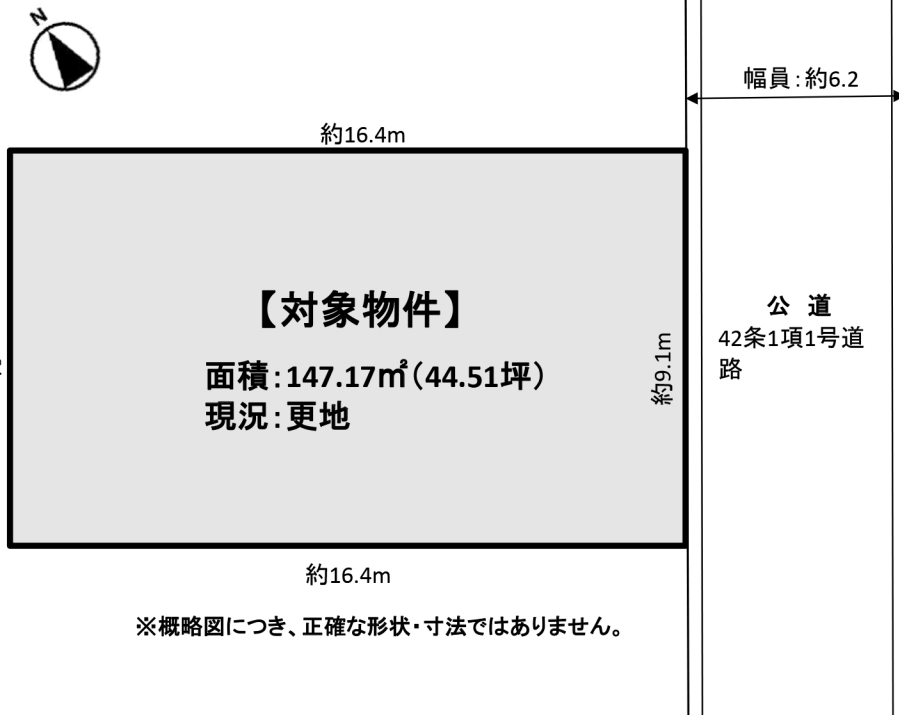 N
幅員:約6.2
約16.4m
【対象物件】
面積:147.17㎡(44.51坪)
現況:更地
約9.1m
公 道
42条1項1号道
路
約16.4m
※概略図につき、正確な形状・寸法ではありません。